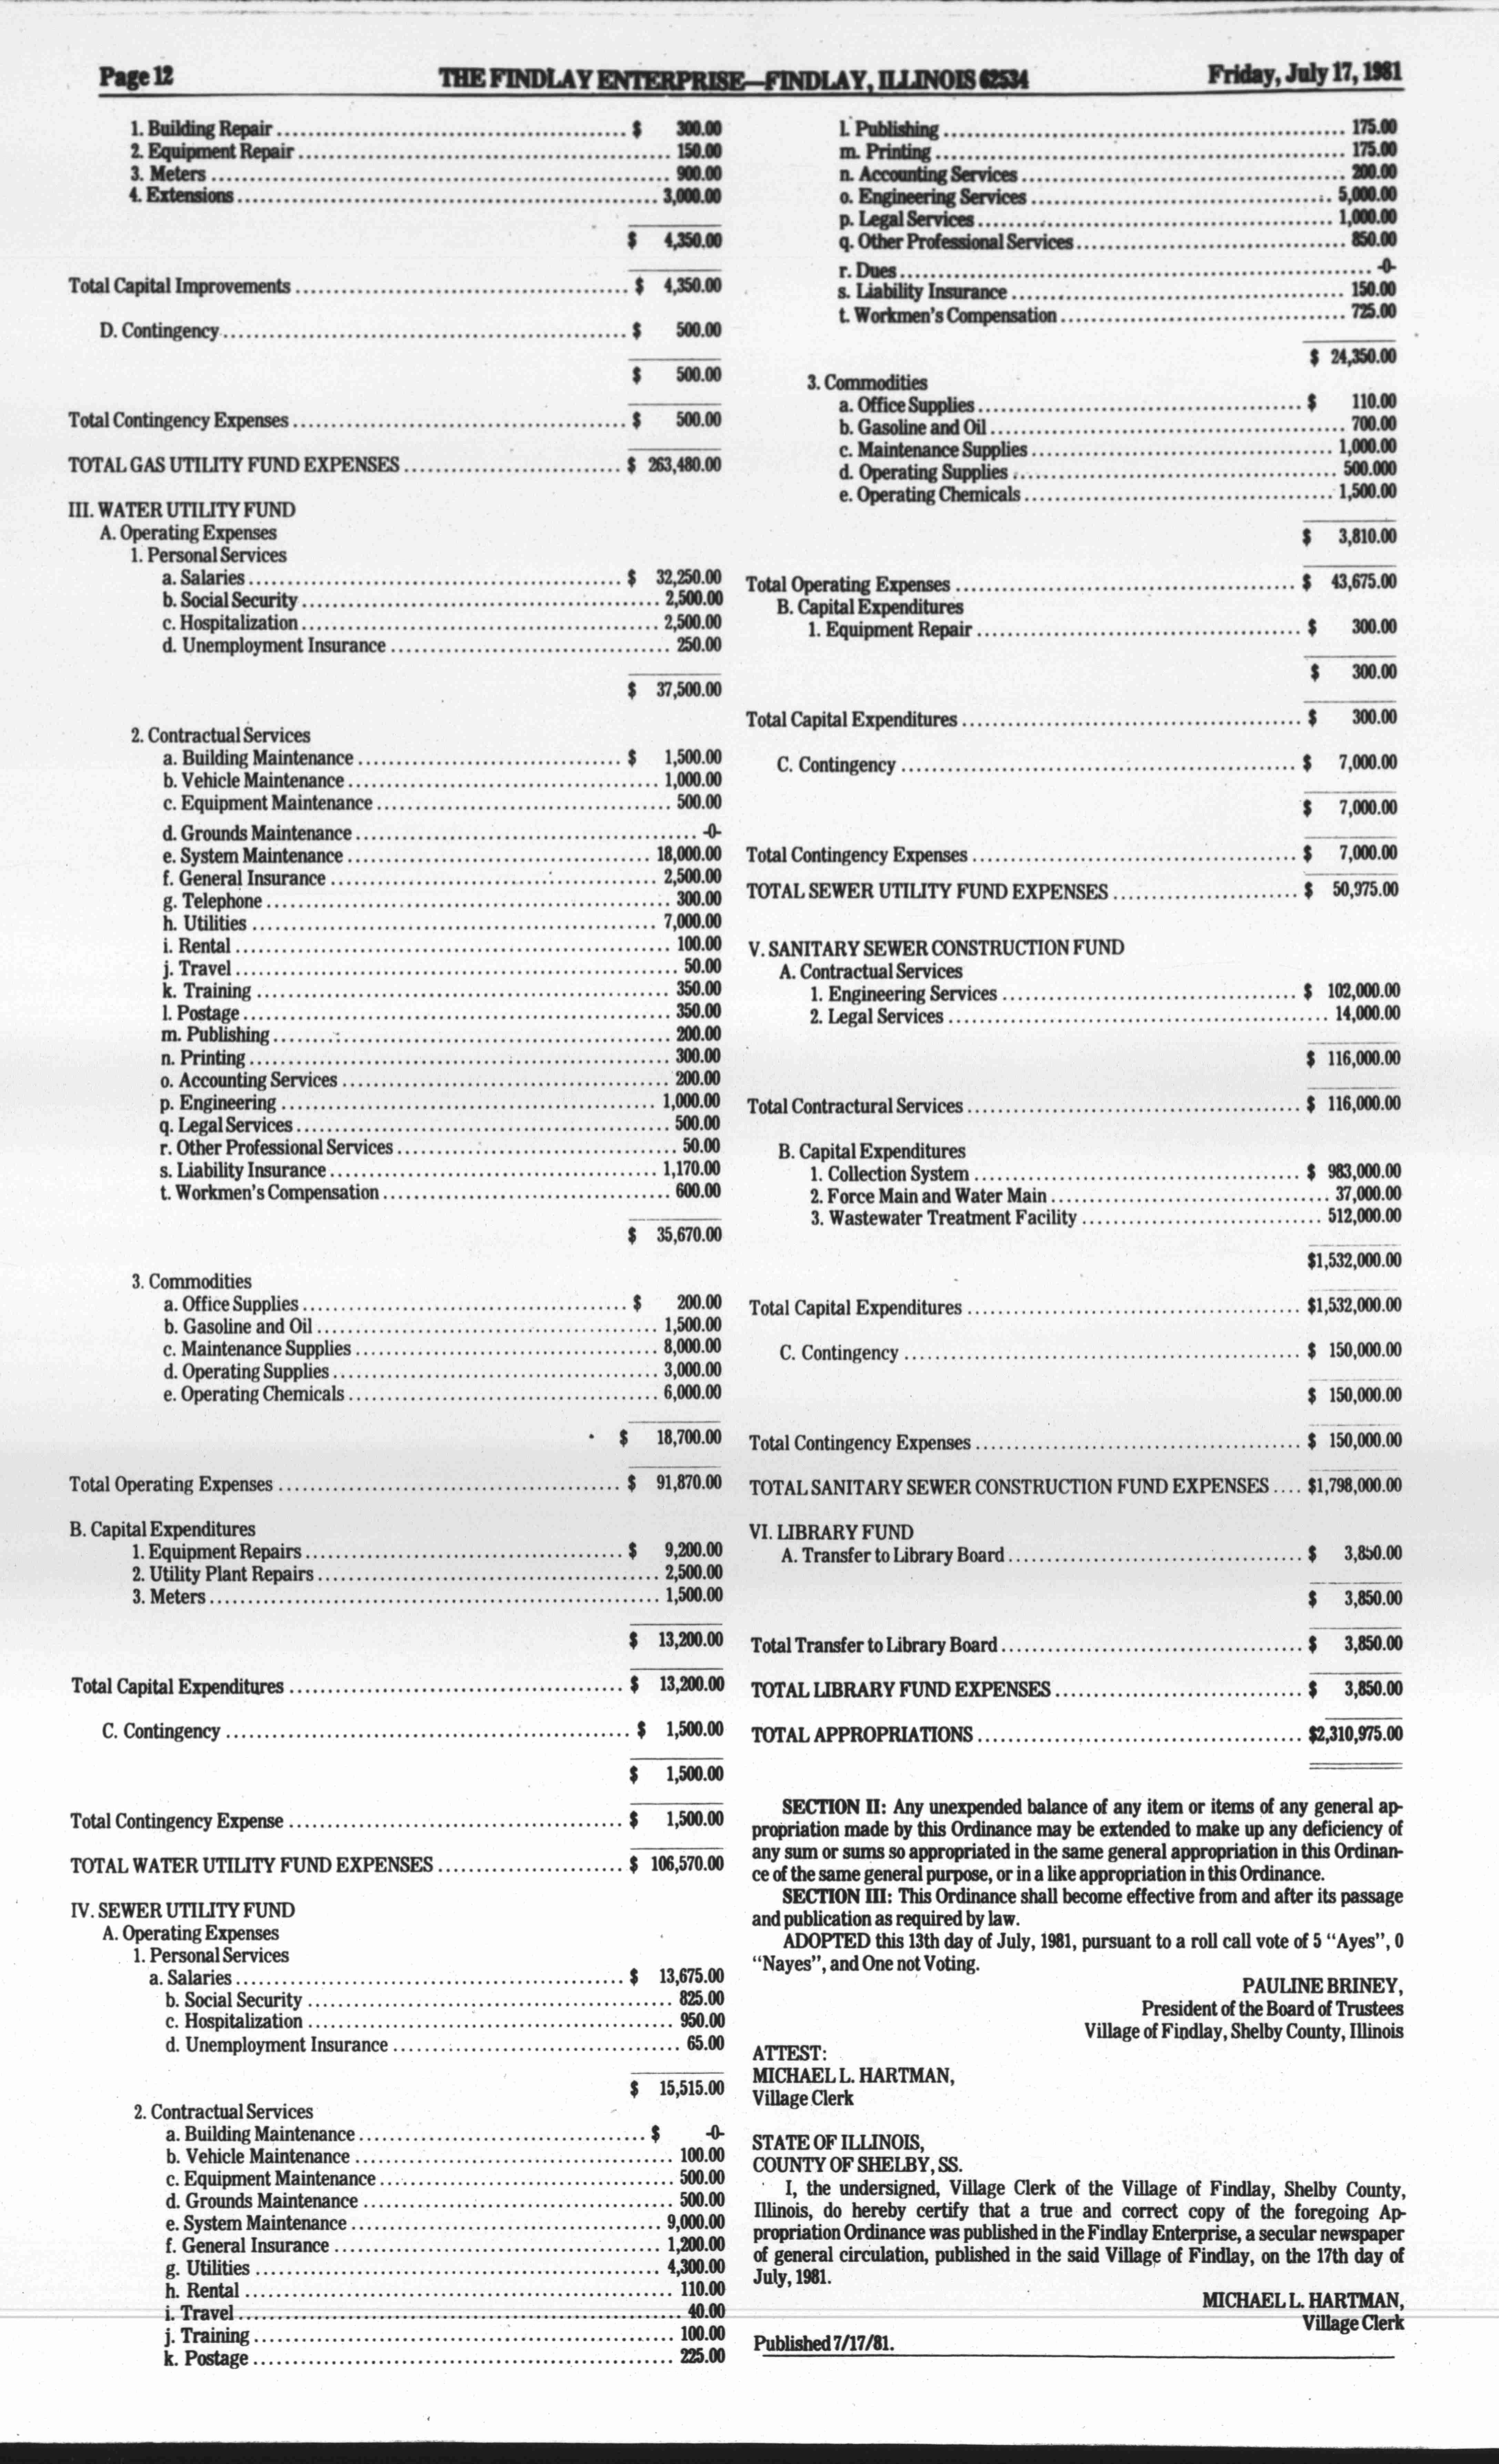 Page 12
THE FINDLAY ENTERPRISE—FINDLAY, ILLINOIS 62534
Friday, July 17, 1981
1. Building Repair ........ $ 300.00
2. Equipment Repair ........ 150.00
3. Meters ........ 900.00
4. Extensions ........ 3,000.00
$ 4,350.00
Total Capital Improvements ........ $ 4,350.00
D. Contingency ........ $ 500.00
$ 500.00
Total Contingency Expenses ........ $ 500.00
TOTAL GAS UTILITY FUND EXPENSES ........ $ 263,480.00
III. WATER UTILITY FUND
A. Operating Expenses
1. Personal Services
a. Salaries ........ $ 32,250.00
b. Social Security ........ 2,500.00
c. Hospitalization ........ 2,500.00
d. Unemployment Insurance ........ 250.00
$ 37,500.00
2. Contractual Services
a. Building Maintenance ........ $ 1,500.00
b. Vehicle Maintenance ........ 1,000.00
c. Equipment Maintenance ........ 500.00
d. Grounds Maintenance ........ -0-
e. System Maintenance ........ 18,000.00
f. General Insurance ........ 2,500.00
g. Telephone ........ 300.00
h. Utilities ........ 7,000.00
i. Rental ........ 100.00
j. Travel ........ 50.00
k. Training ........ 350.00
l. Postage ........ 350.00
m. Publishing ........ 200.00
n. Printing ........ 300.00
o. Accounting Services ........ 200.00
p. Engineering ........ 1,000.00
q. Legal Services ........ 500.00
r. Other Professional Services ........ 50.00
s. Liability Insurance ........ 1,170.00
t. Workmen's Compensation ........ 600.00
$ 35,670.00
3. Commodities
a. Office Supplies ........ $ 200.00
b. Gasoline and Oil ........ 1,500.00
c. Maintenance Supplies ........ 8,000.00
d. Operating Supplies ........ 3,000.00
e. Operating Chemicals ........ 6,000.00
$ 18,700.00
Total Operating Expenses ........ $ 91,870.00
B. Capital Expenditures
1. Equipment Repairs ........ $ 9,200.00
2. Utility Plant Repairs ........ 2,500.00
3. Meters ........ 1,500.00
$ 13,200.00
Total Capital Expenditures ........ $ 13,200.00
C. Contingency ........ $ 1,500.00
$ 1,500.00
Total Contingency Expense ........ $ 1,500.00
TOTAL WATER UTILITY FUND EXPENSES ........ $ 106,570.00
IV. SEWER UTILITY FUND
A. Operating Expenses
1. Personal Services
a. Salaries ........ $ 13,675.00
b. Social Security ........ 825.00
c. Hospitalization ........ 950.00
d. Unemployment Insurance ........ 65.00
$ 15,515.00
2. Contractual Services
a. Building Maintenance ........ $ -0-
b. Vehicle Maintenance ........ 100.00
c. Equipment Maintenance ........ 500.00
d. Grounds Maintenance ........ 500.00
e. System Maintenance ........ 9,000.00
f. General Insurance ........ 1,200.00
g. Utilities ........ 4,300.00
h. Rental ........ 110.00
i. Travel ........ 40.00
j. Training ........ 100.00
k. Postage ........ 225.00
l. Publishing ........ 175.00
m. Printing ........ 175.00
n. Accounting Services ........ 200.00
o. Engineering Services ........ 5,000.00
p. Legal Services ........ 1,000.00
q. Other Professional Services ........ 850.00
r. Dues ........ -0-
s. Liability Insurance ........ 150.00
t. Workmen's Compensation ........ 725.00
$ 24,350.00
3. Commodities
a. Office Supplies ........ $ 110.00
b. Gasoline and Oil ........ 700.00
c. Maintenance Supplies ........ 1,000.00
d. Operating Supplies ........ 500.000
e. Operating Chemicals ........ 1,500.00
$ 3,810.00
Total Operating Expenses ........ $ 43,675.00
B. Capital Expenditures
1. Equipment Repair ........ $ 300.00
$ 300.00
Total Capital Expenditures ........ $ 300.00
C. Contingency ........ $ 7,000.00
$ 7,000.00
Total Contingency Expenses ........ $ 7,000.00
TOTAL SEWER UTILITY FUND EXPENSES ........ $ 50,975.00
V. SANITARY SEWER CONSTRUCTION FUND
A. Contractual Services
1. Engineering Services ........ $ 102,000.00
2. Legal Services ........ 14,000.00
$ 116,000.00
Total Contractural Services ........ $ 116,000.00
B. Capital Expenditures
1. Collection System ........ $ 983,000.00
2. Force Main and Water Main ........ 37,000.00
3. Wastewater Treatment Facility ........ 512,000.00
$1,532,000.00
Total Capital Expenditures ........ $1,532,000.00
C. Contingency ........ $ 150,000.00
$ 150,000.00
Total Contingency Expenses ........ $ 150,000.00
TOTAL SANITARY SEWER CONSTRUCTION FUND EXPENSES .... $1,798,000.00
VI. LIBRARY FUND
A. Transfer to Library Board ........ $ 3,850.00
$ 3,850.00
Total Transfer to Library Board ........ $ 3,850.00
TOTAL LIBRARY FUND EXPENSES ........ $ 3,850.00
TOTAL APPROPRIATIONS ........ $2,310,975.00
SECTION II: Any unexpended balance of any item or items of any general ap-
propriation made by this Ordinance may be extended to make up any deficiency of
any sum or sums so appropriated in the same general appropriation in this Ordinan-
ce of the same general purpose, or in a like appropriation in this Ordinance.
SECTION III: This Ordinance shall become effective from and after its passage
and publication as required by law.
ADOPTED this 13th day of July, 1981, pursuant to a roll call vote of 5 "Ayes", 0
"Nayes", and One not Voting.
PAULINE BRINEY,
President of the Board of Trustees
Village of Findlay, Shelby County, Illinois
ATTEST:
MICHAEL L. HARTMAN,
Village Clerk
STATE OF ILLINOIS,
COUNTY OF SHELBY, SS.
I, the undersigned, Village Clerk of the Village of Findlay, Shelby County,
Illinois, do hereby certify that a true and correct copy of the foregoing Ap-
propriation Ordinance was published in the Findlay Enterprise, a secular newspaper
of general circulation, published in the said Village of Findlay, on the 17th day of
July, 1981.
MICHAEL L. HARTMAN,
Village Clerk
Published 7/17/81.